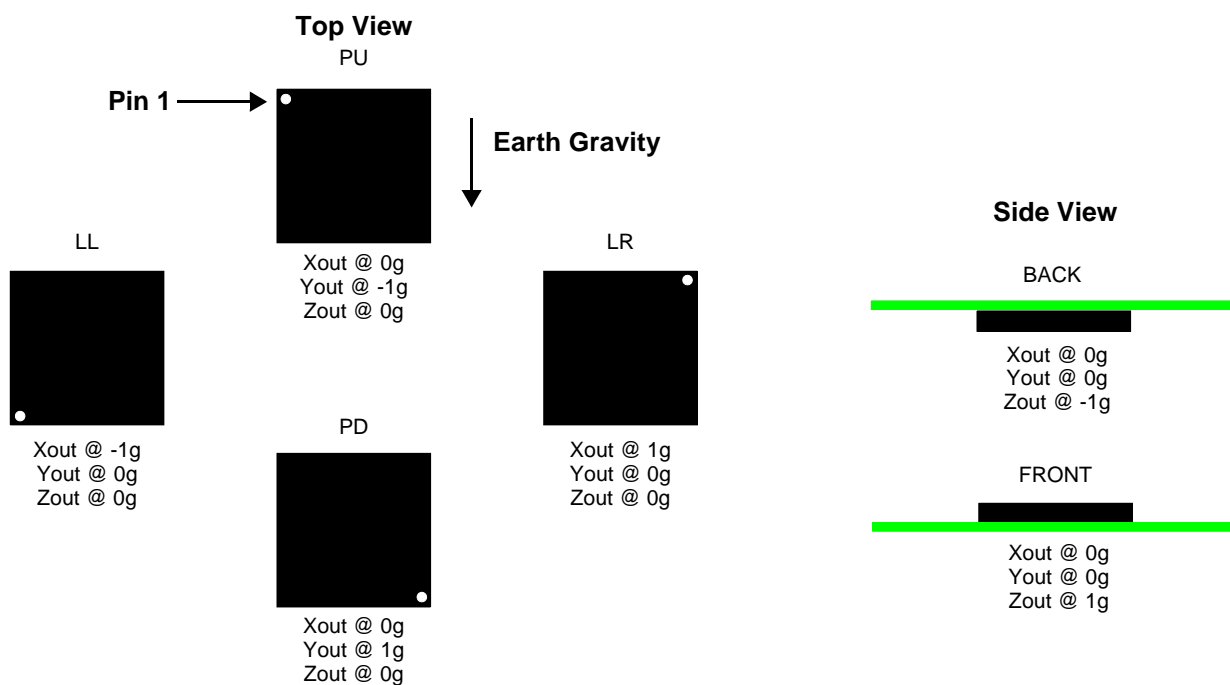 Top View
PU
Pin 1
Earth Gravity
Xout @ 0g
Yout @ -1g
Zout @ 0g
LL
Xout @ -1g
Yout @ 0g
Zout @ 0g
LR
Xout @ 1g
Yout @ 0g
Zout @ 0g
PD
Xout @ 0g
Yout @ 1g
Zout @ 0g
Side View
BACK
Xout @ 0g
Yout @ 0g
Zout @ -1g
FRONT
Xout @ 0g
Yout @ 0g
Zout @ 1g